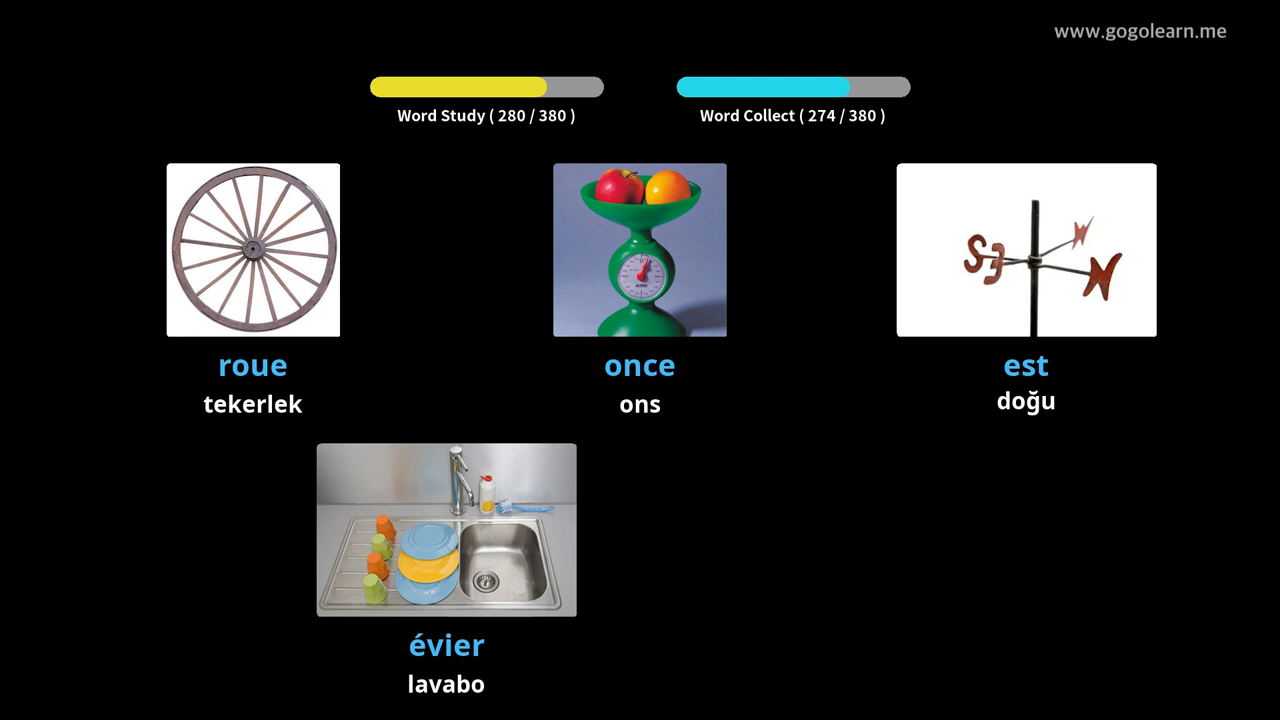 www.gogolearn.me
Word Study ( 280 / 380 )
Word Collect ( 274 / 380 )
S E N W
roue
once
est
tekerlek
ons
doğu
évier
lavabo